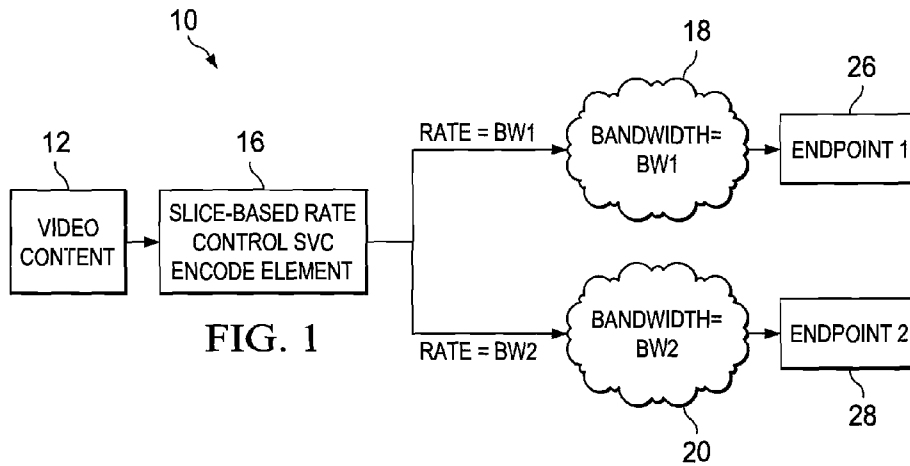 10
18
26
12
16
RATE = BW1
BANDWIDTH=
BW1
ENDPOINT 1
VIDEO
CONTENT
SLICE-BASED RATE
CONTROL SVC
ENCODE ELEMENT
FIG. 1
RATE = BW2
BANDWIDTH=
BW2
ENDPOINT 2
20
28